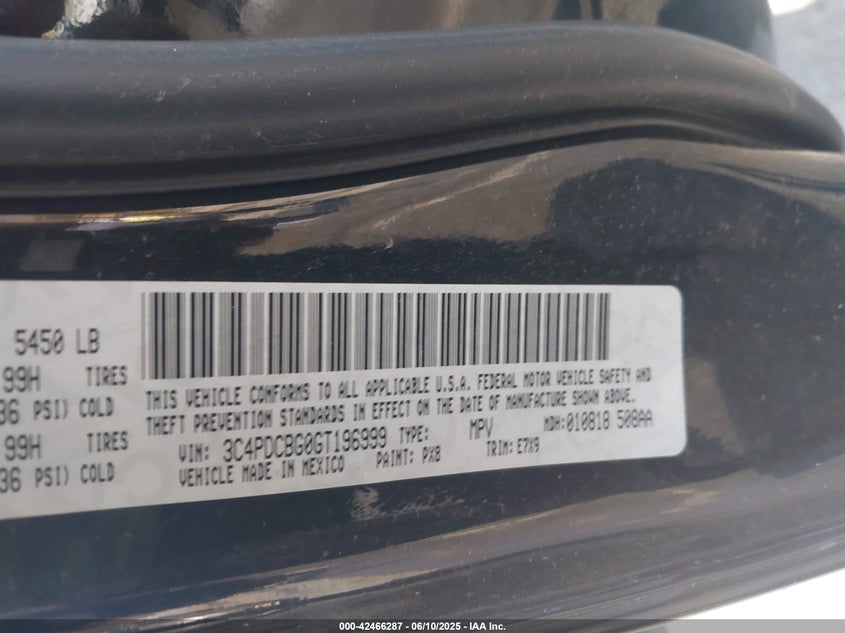 5450 LB
99H TIRES
36 PSI) COLD
99H TIRES
36 PSI) COLD
THIS VEHICLE CONFORMS TO ALL APPLICABLE U.S.A. FEDERAL MOTOR VEHICLE SAFETY AND
THEFT PREVENTION STANDARDS IN EFFECT ON THE DATE OF MANUFACTURE SHOWN ABOVE.
VIN: 3C4PDCBG0GT196999 TYPE: MPV MDH:010818 508AA
VEHICLE MADE IN MEXICO PAINT: PXB TRIM: E7X9
000-42466287 - 06/10/2025 - IAA Inc.